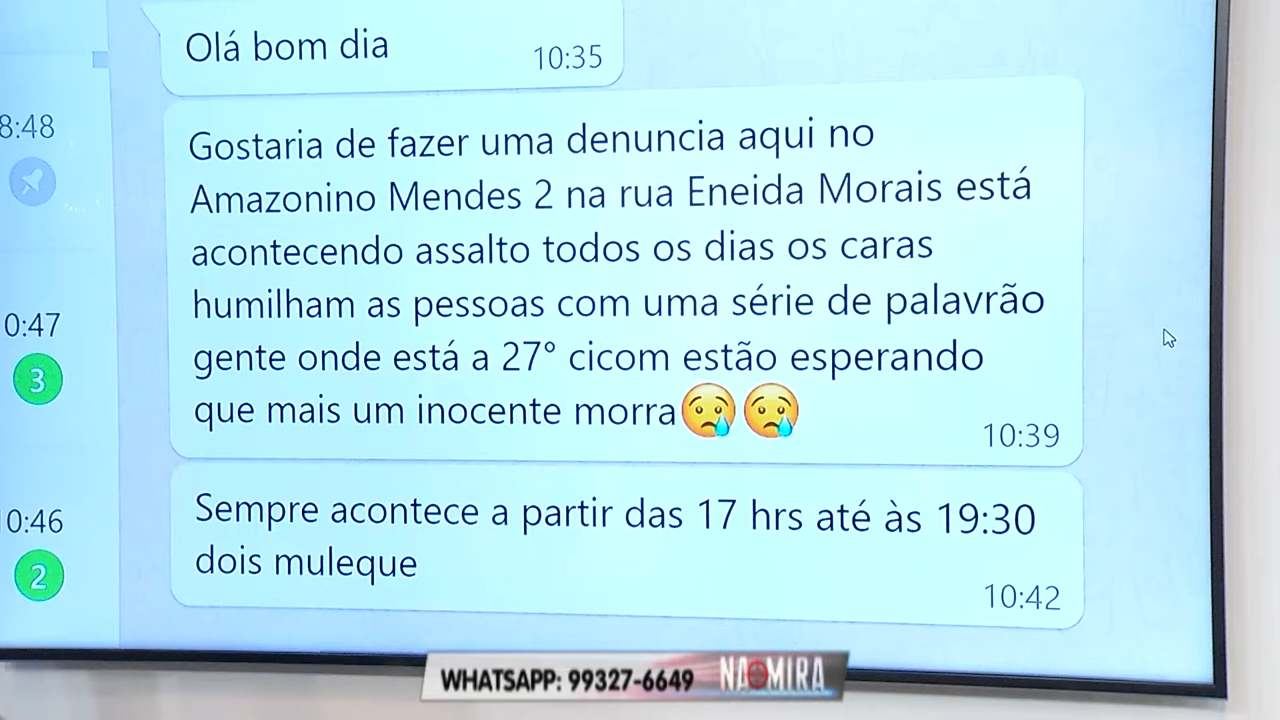 Olá bom dia
10:35
8:48
Gostaria de fazer uma denuncia aqui no
Amazonino Mendes 2 na rua Eneida Morais está
acontecendo assalto todos os dias os caras
humilham as pessoas com uma série de palavrão
gente onde está a 27° cicom estão esperando
que mais um inocente morra😢😢
10:39
0:47
3
Sempre acontece a partir das 17 hrs até às 19:30
dois muleque
10:42
0:46
2
WHATSAPP: 99327-6649 NA MIRA